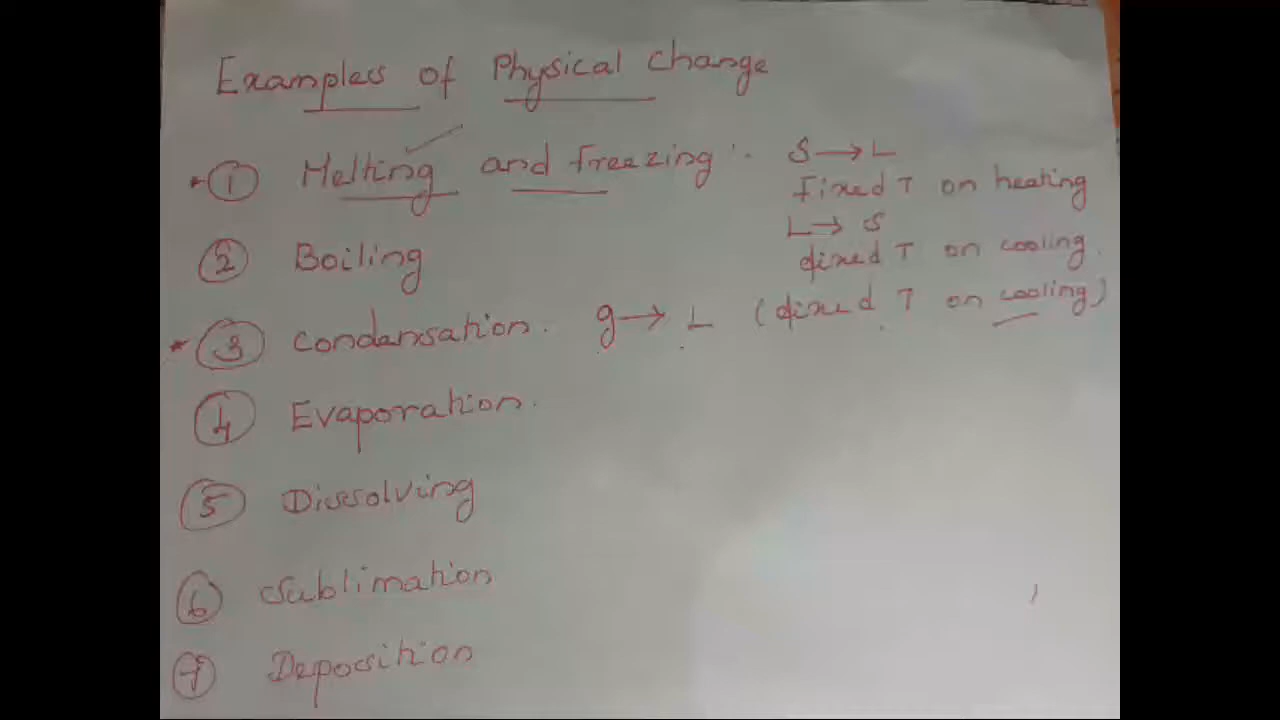 Examples of Physical Change
① Melting and freezing : S → L
fixed T on heating
L → S
fixed T on cooling.
② Boiling
③ Condensation. g → L (fixed T on cooling)
④ Evaporation.
⑤ Dissolving
⑥ Sublimation
⑦ Deposition